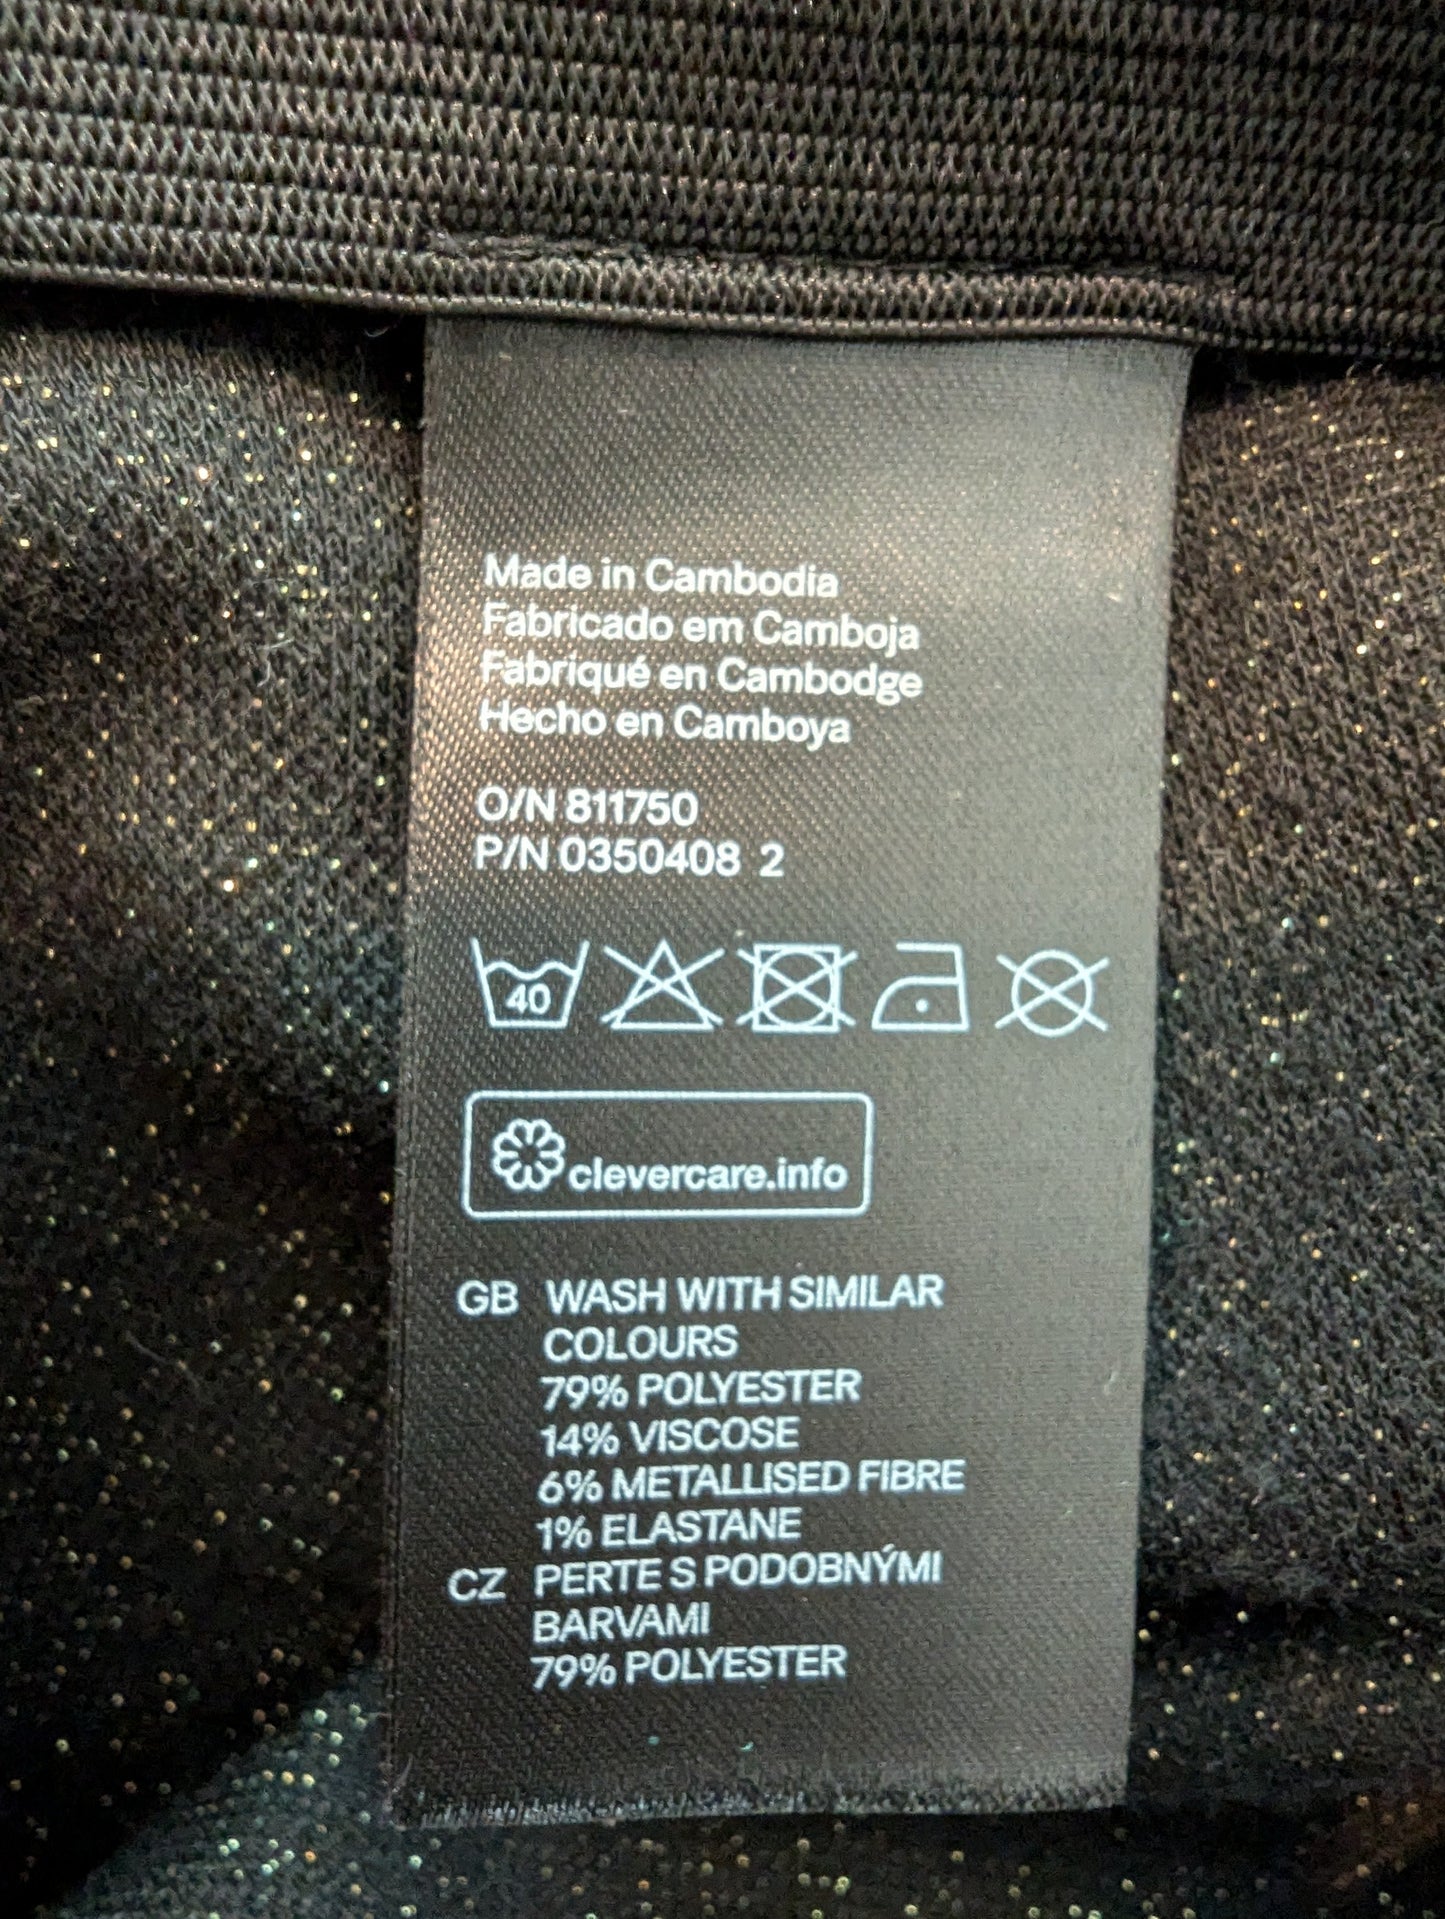 Made in Cambodia
Fabricado em Camboja
Fabriqué en Cambodge
Hecho en Camboya
O/N 811750
P/N 0350408 2
40
clevercare.info
GB WASH WITH SIMILAR
COLOURS
79% POLYESTER
14% VISCOSE
6% METALLISED FIBRE
1% ELASTANE
CZ PERTE S PODOBNÝMI
BARVAMI
79% POLYESTER